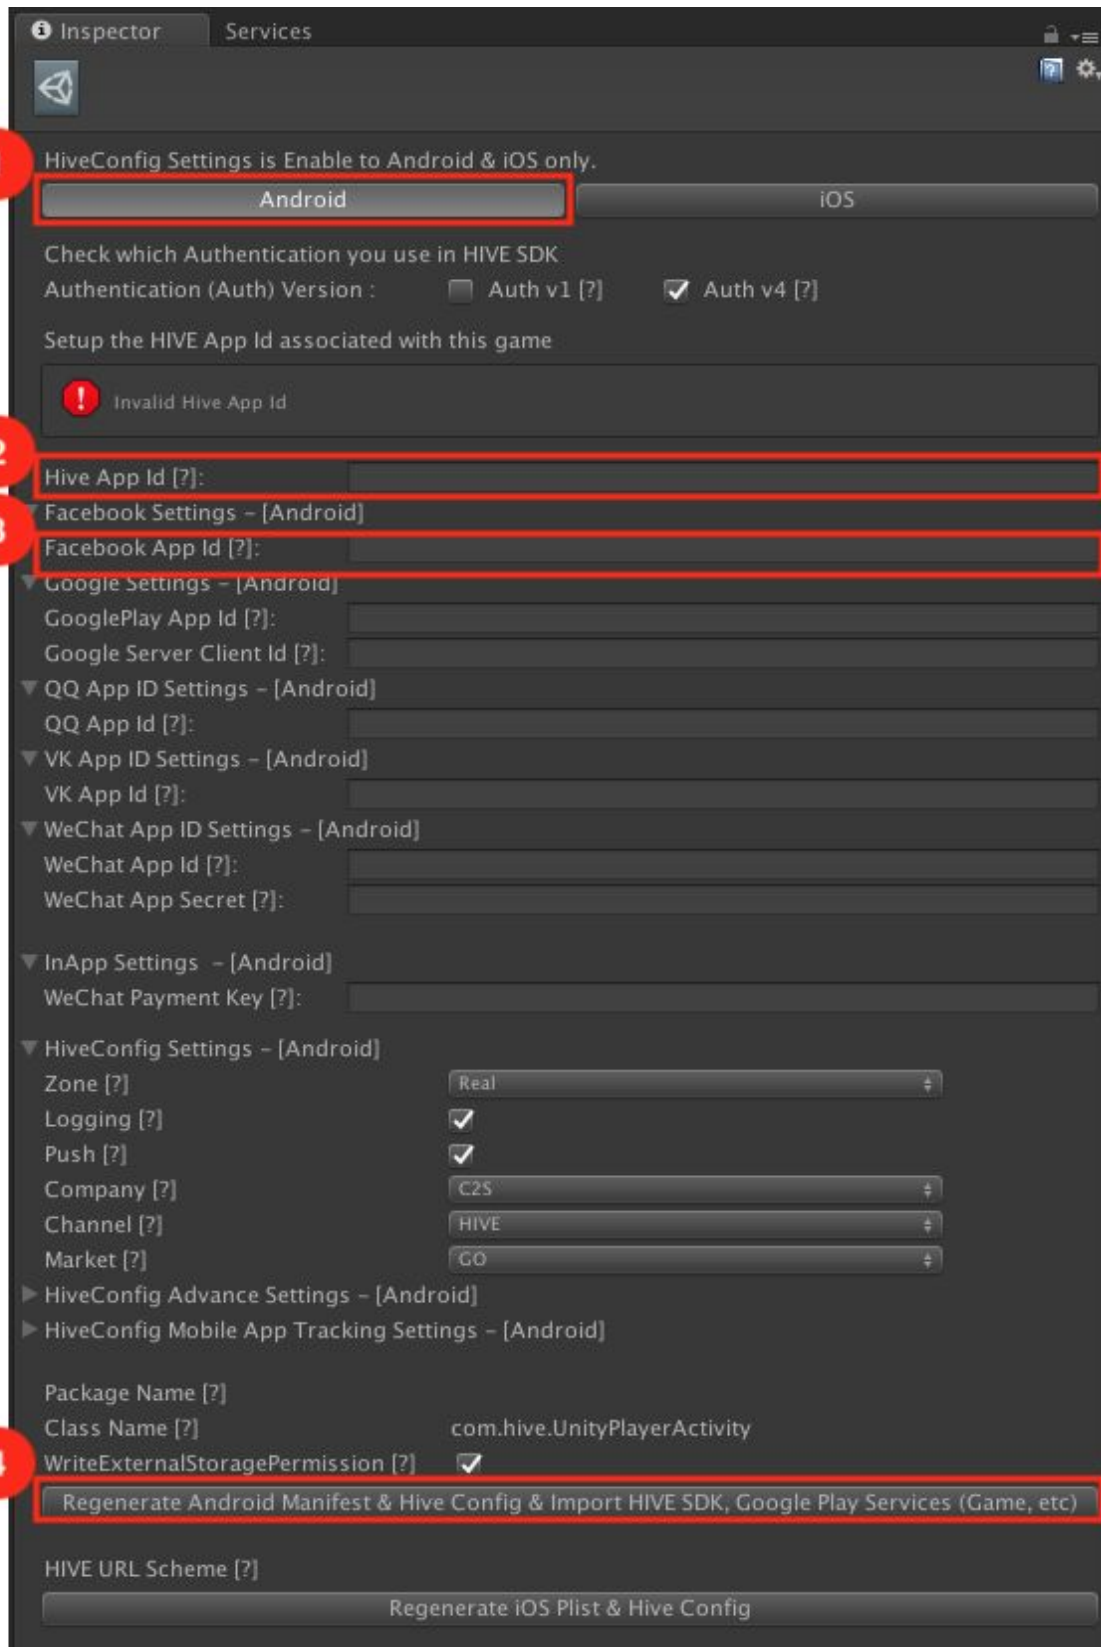 Inspector Services
HiveConfig Settings is Enable to Android & iOS only.
Android iOS
Check which Authentication you use in HIVE SDK
Authentication (Auth) Version : Auth v1 [?] Auth v4 [?]
Setup the HIVE App Id associated with this game
Invalid Hive App Id
2
Hive App Id [?]:
Facebook Settings – [Android]
3
Facebook App Id [?]:
Google Settings – [Android]
GooglePlay App Id [?]:
Google Server Client Id [?]:
QQ App ID Settings – [Android]
QQ App Id [?]:
VK App ID Settings – [Android]
VK App Id [?]:
WeChat App ID Settings – [Android]
WeChat App Id [?]:
WeChat App Secret [?]:
InApp Settings – [Android]
WeChat Payment Key [?]:
HiveConfig Settings – [Android]
Zone [?] Real
Logging [?]
Push [?]
Company [?] C2S
Channel [?] HIVE
Market [?] GO
HiveConfig Advance Settings – [Android]
HiveConfig Mobile App Tracking Settings – [Android]
Package Name [?]
Class Name [?] com.hive.UnityPlayerActivity
4
WriteExternalStoragePermission [?]
Regenerate Android Manifest & Hive Config & Import HIVE SDK, Google Play Services (Game, etc)
HIVE URL Scheme [?]
Regenerate iOS Plist & Hive Config